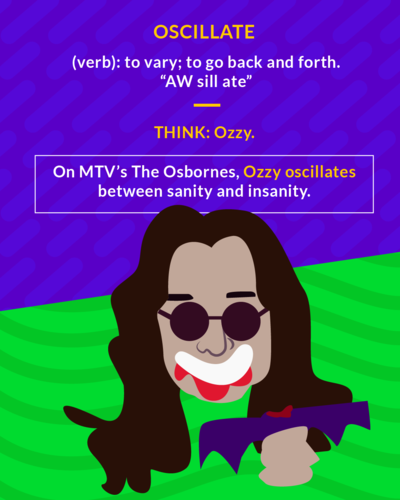 OSCILLATE
(verb): to vary; to go back and forth.
“AW sill ate”
THINK: Ozzy.
On MTV’s The Osbornes, Ozzy oscillates
between sanity and insanity.